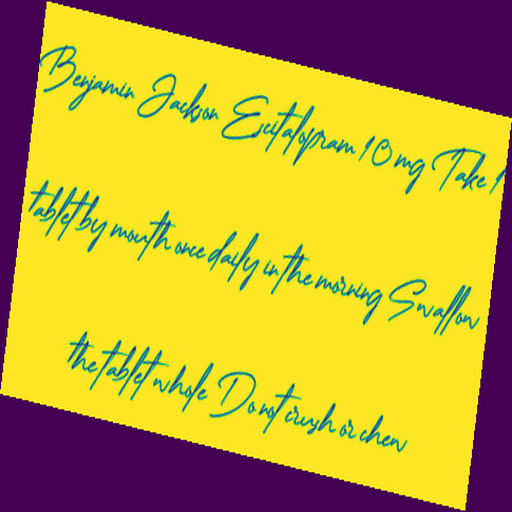 Benjamin Jackson Escitalopram 10 mg Take 1
tablet by mouth once daily in the morning Swallow
the tablet whole Do not crush or chew